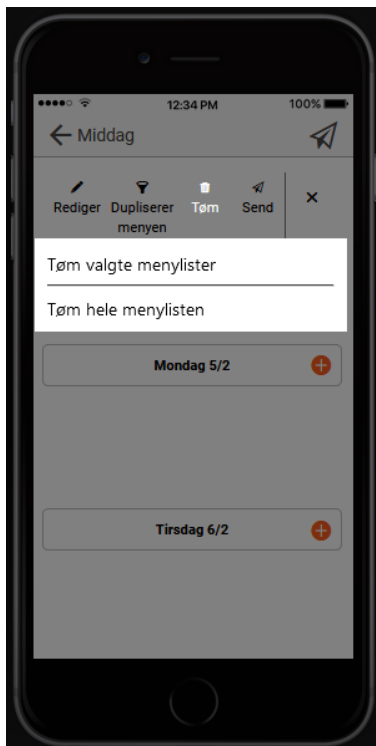 12:34 PM 100%
Middag
Rediger Dupliserer Tøm Send
menyen
Tøm valgte menylister
Tøm hele menylisten
Mondag 5/2
Tirsdag 6/2